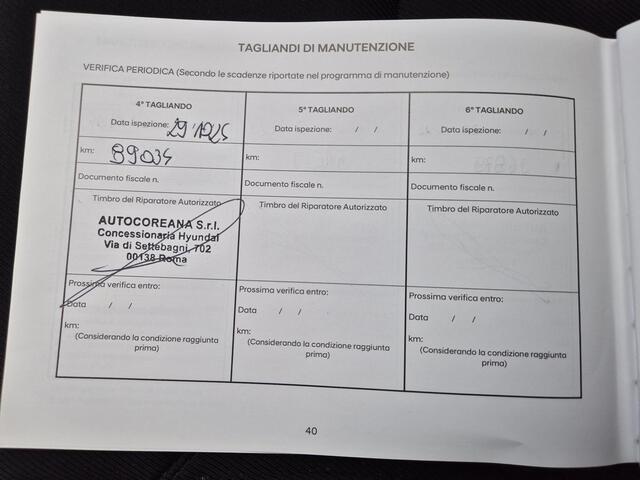 TAGLIANDI DI MANUTENZIONE
VERIFICA PERIODICA (Secondo le scadenze riportate nel programma di manutenzione)
4° TAGLIANDO
Data ispezione:
km: 89034
Documento fiscale n.
Timbro del Riparatore Autorizzato
AUTOCOREANA S.r.l.
Concessionaria Hyundai
Via di Settebagni, 702
00138 Roma
Prossima verifica entro:
Data / /
km:
(Considerando la condizione raggiunta
prima)
5° TAGLIANDO
Data ispezione: / /
km:
Documento fiscale n.
Timbro del Riparatore Autorizzato
Prossima verifica entro:
Data / /
km:
(Considerando la condizione raggiunta
prima)
6° TAGLIANDO
Data ispezione: / /
km:
Documento fiscale n.
Timbro del Riparatore Autorizzato
Prossima verifica entro:
Data / /
km:
(Considerando la condizione raggiunta
prima)
40